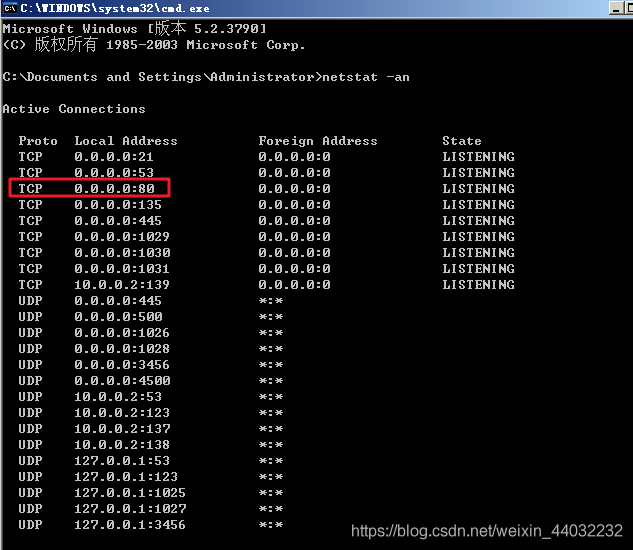 C:\WINDOWS\system32\cmd.exe
Microsoft Windows [版本 5.2.3790]
(C) 版权所有 1985-2003 Microsoft Corp.
C:\Documents and Settings\Administrator>netstat -an
Active Connections
Proto Local Address Foreign Address State
TCP 0.0.0.0:21 0.0.0.0:0 LISTENING
TCP 0.0.0.0:53 0.0.0.0:0 LISTENING
TCP 0.0.0.0:80 0.0.0.0:0 LISTENING
TCP 0.0.0.0:135 0.0.0.0:0 LISTENING
TCP 0.0.0.0:445 0.0.0.0:0 LISTENING
TCP 0.0.0.0:1029 0.0.0.0:0 LISTENING
TCP 0.0.0.0:1030 0.0.0.0:0 LISTENING
TCP 0.0.0.0:1031 0.0.0.0:0 LISTENING
TCP 10.0.0.2:139 0.0.0.0:0 LISTENING
UDP 0.0.0.0:445 *:*
UDP 0.0.0.0:500 *:*
UDP 0.0.0.0:1026 *:*
UDP 0.0.0.0:1028 *:*
UDP 0.0.0.0:3456 *:*
UDP 0.0.0.0:4500 *:*
UDP 10.0.0.2:53 *:*
UDP 10.0.0.2:123 *:*
UDP 10.0.0.2:137 *:*
UDP 10.0.0.2:138 *:*
UDP 127.0.0.1:53 *:*
UDP 127.0.0.1:123 *:*
UDP 127.0.0.1:1025 *:*
UDP 127.0.0.1:1027 *:*
UDP 127.0.0.1:3456 *:*
https://blog.csdn.net/weixin_44032232